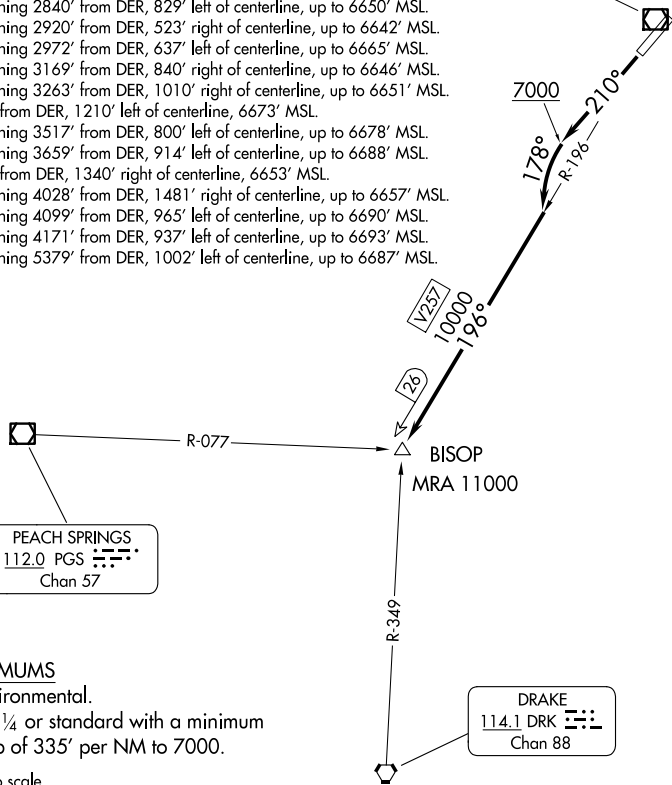 ning 2840’ from DER, 829’ left of centerline, up to 6650’ MSL.
ning 2920’ from DER, 523’ right of centerline, up to 6642’ MSL.
ning 2972’ from DER, 637’ left of centerline, up to 6665’ MSL.
ning 3169’ from DER, 840’ right of centerline, up to 6646’ MSL.
ning 3263’ from DER, 1010’ right of centerline, up to 6651’ MSL.
from DER, 1210’ left of centerline, 6673’ MSL.
ning 3517’ from DER, 800’ left of centerline, up to 6678’ MSL.
ning 3659’ from DER, 914’ left of centerline, up to 6688’ MSL.
from DER, 1340’ right of centerline, 6653’ MSL.
ning 4028’ from DER, 1481’ right of centerline, up to 6657’ MSL.
ning 4099’ from DER, 965’ left of centerline, up to 6690’ MSL.
ning 4171’ from DER, 937’ left of centerline, up to 6693’ MSL.
ning 5379’ from DER, 1002’ left of centerline, up to 6687’ MSL.
7000
210°
178°
R-196
V257
10000
196°
26
R-077
BISOP
MRA 11000
PEACH SPRINGS
112.0 PGS
Chan 57
R-349
MUMS
ironmental.
¼ or standard with a minimum
b of 335’ per NM to 7000.
DRAKE
114.1 DRK
Chan 88
scale